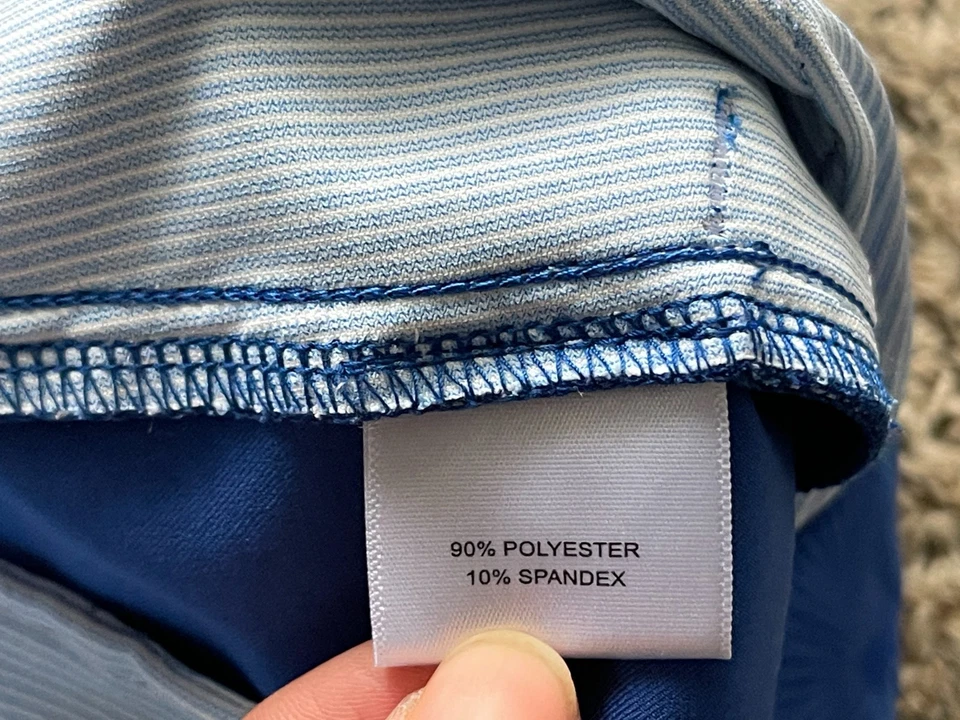 90% POLYESTER
10% SPANDEX